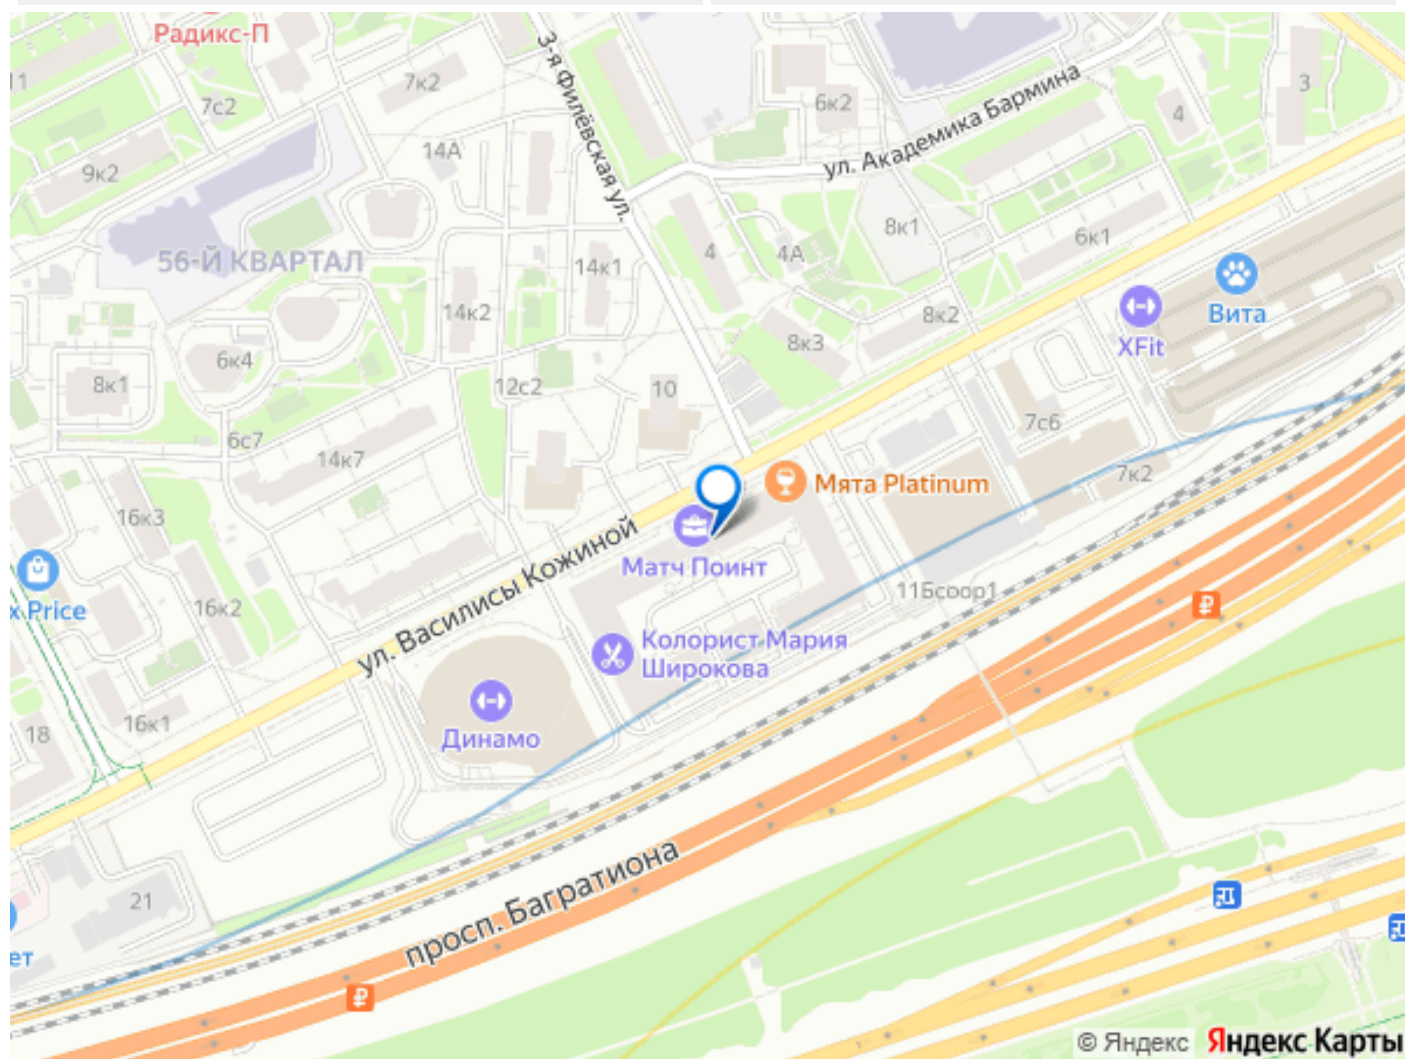 Радикс-П
11
7с2
7к2
3-я Филёвская ул.
6к2
ул. Академика Бармина
4
3
9к2
14А
56-Й КВАРТАЛ
14к1
4
4А
8к1
6к1
14к2
8к2
Вита
XFit
6к4
8к3
8к1
12с2
10
6с7
14к7
7с6
7к2
Мята Platinum
16к3
Матч Поинт
ул. Василисы Кожиной
x Price
16к2
11Бсоор1
Колорист Мария
Широкова
16к1
18
Динамо
просп. Багратиона
21
ет
© Яндекс Яндекс Карты